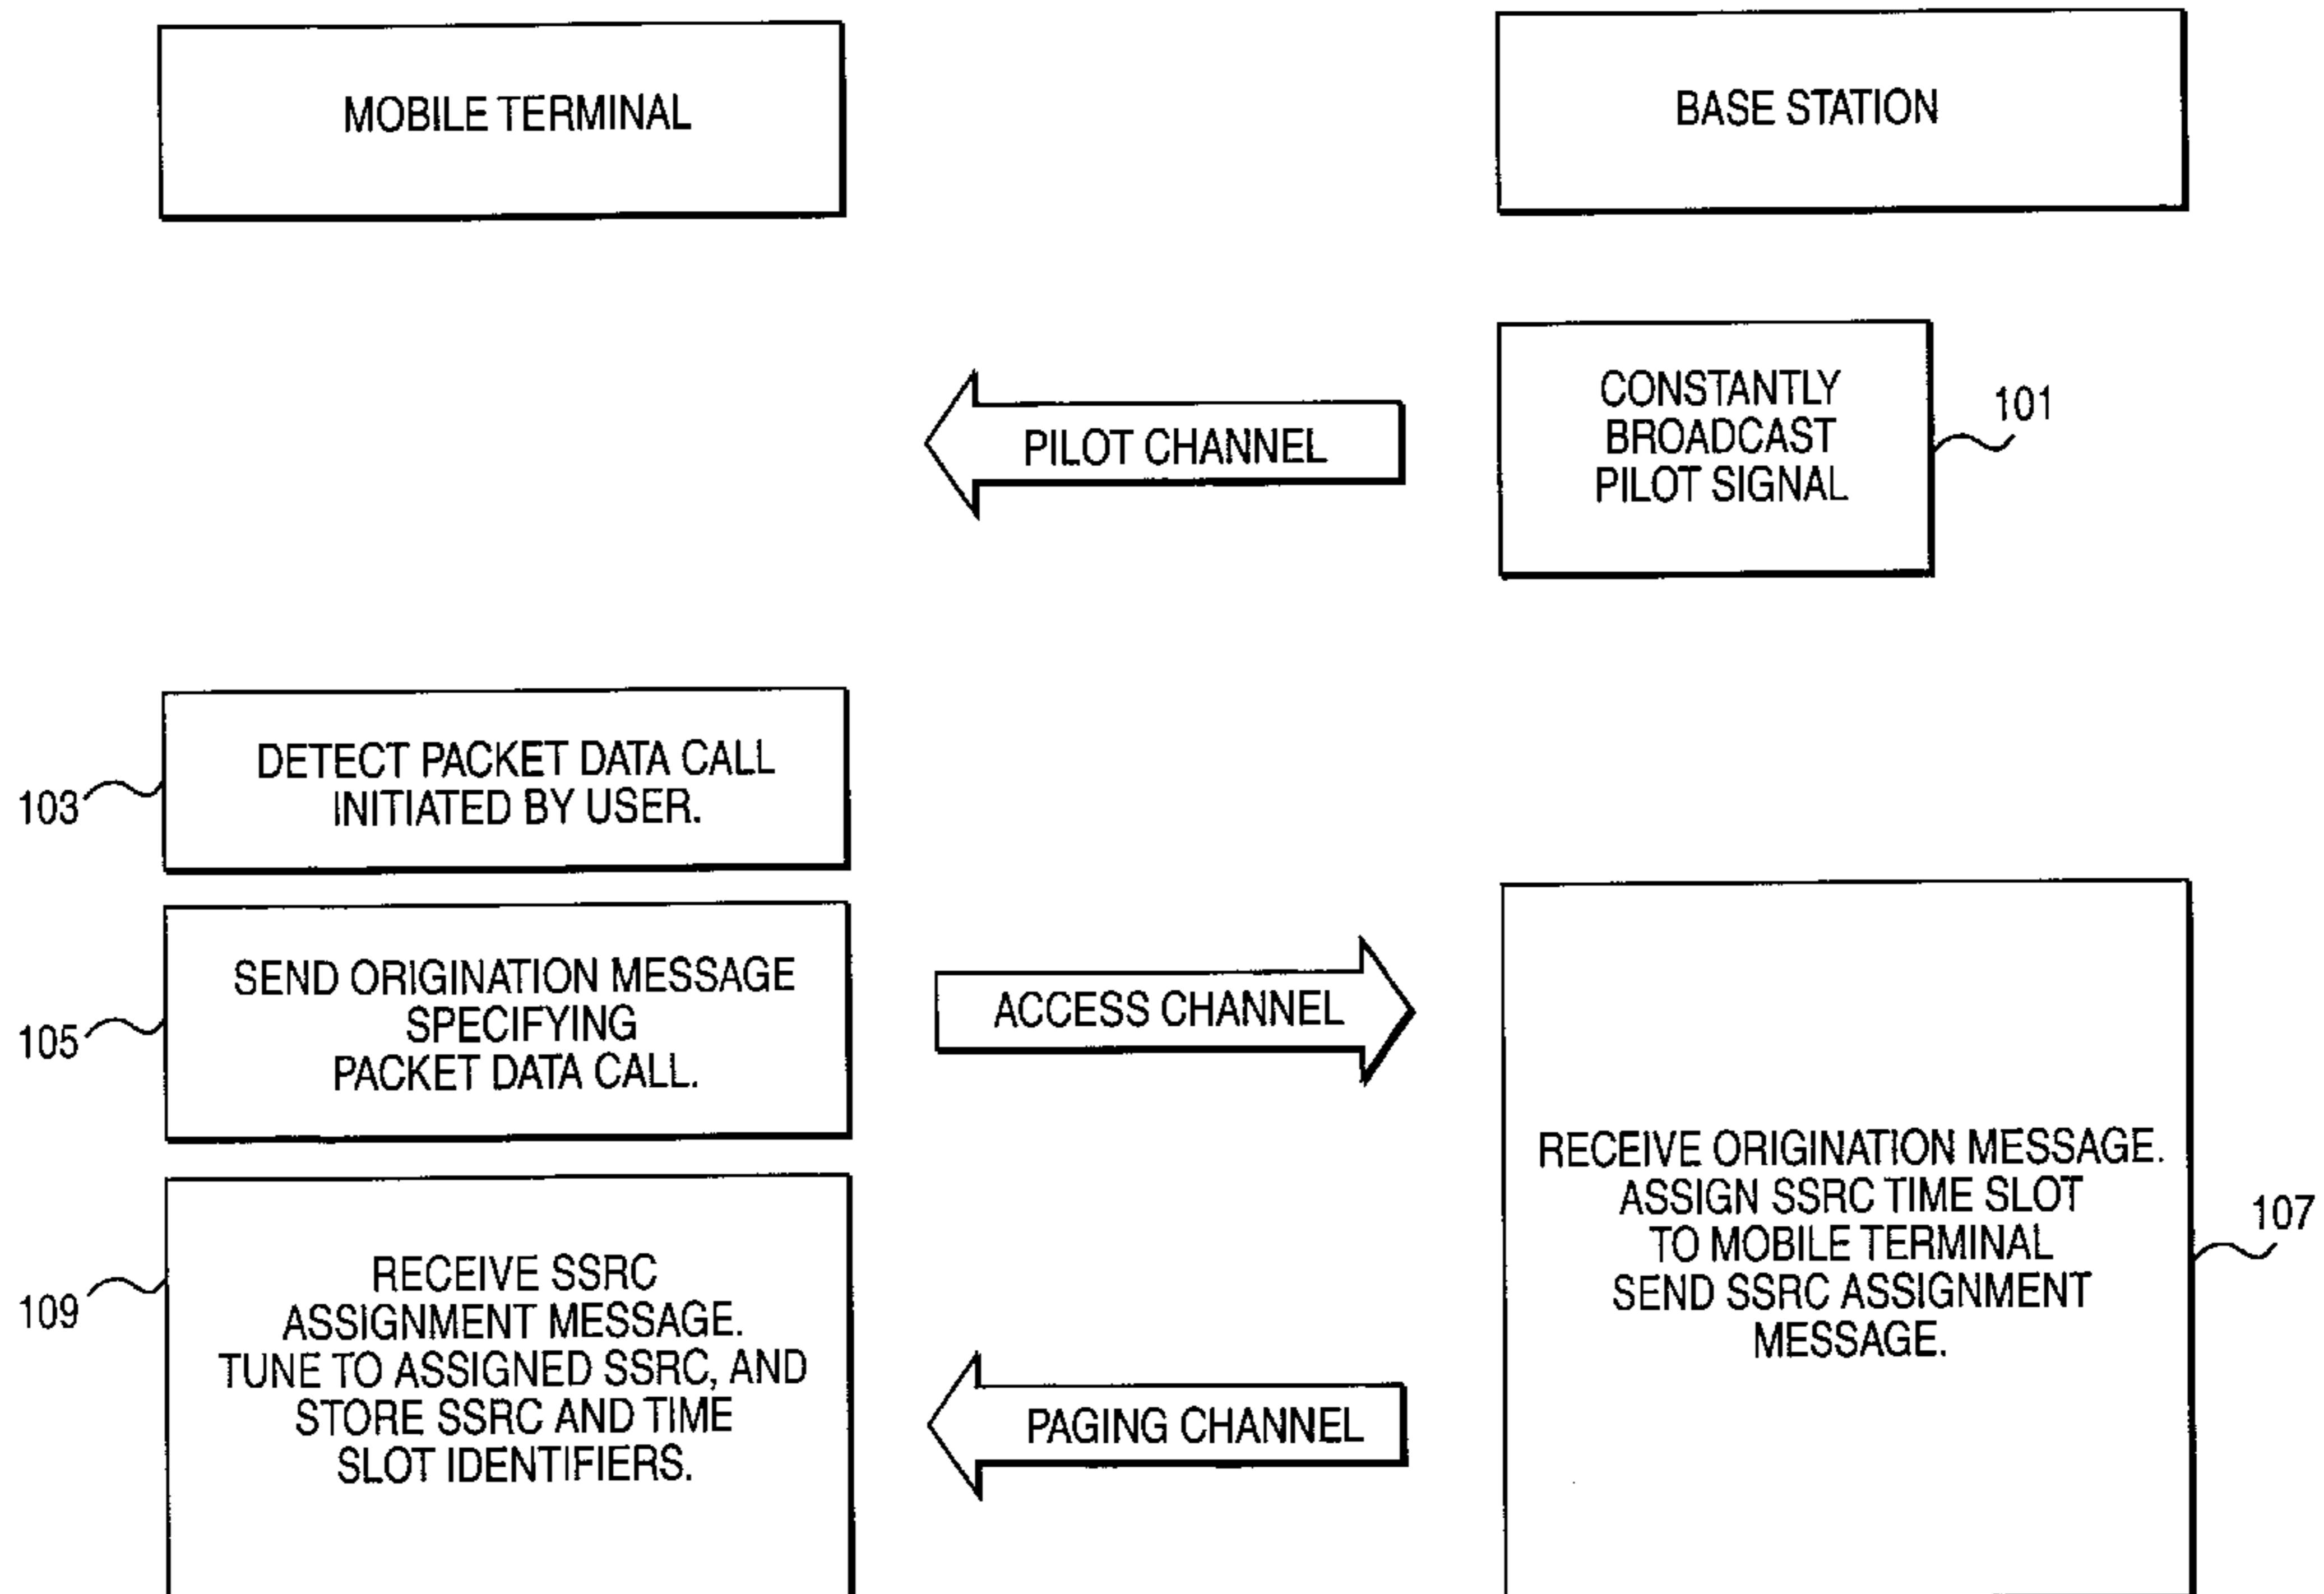 MOBILE TERMINAL
BASE STATION
PILOT CHANNEL
CONSTANTLY
BROADCAST
PILOT SIGNAL
101
103
DETECT PACKET DATA CALL
INITIATED BY USER.
105
SEND ORIGINATION MESSAGE
SPECIFYING
PACKET DATA CALL.
ACCESS CHANNEL
RECEIVE ORIGINATION MESSAGE.
ASSIGN SSRC TIME SLOT
TO MOBILE TERMINAL
SEND SSRC ASSIGNMENT
MESSAGE.
107
109
RECEIVE SSRC
ASSIGNMENT MESSAGE.
TUNE TO ASSIGNED SSRC, AND
STORE SSRC AND TIME
SLOT IDENTIFIERS.
PAGING CHANNEL